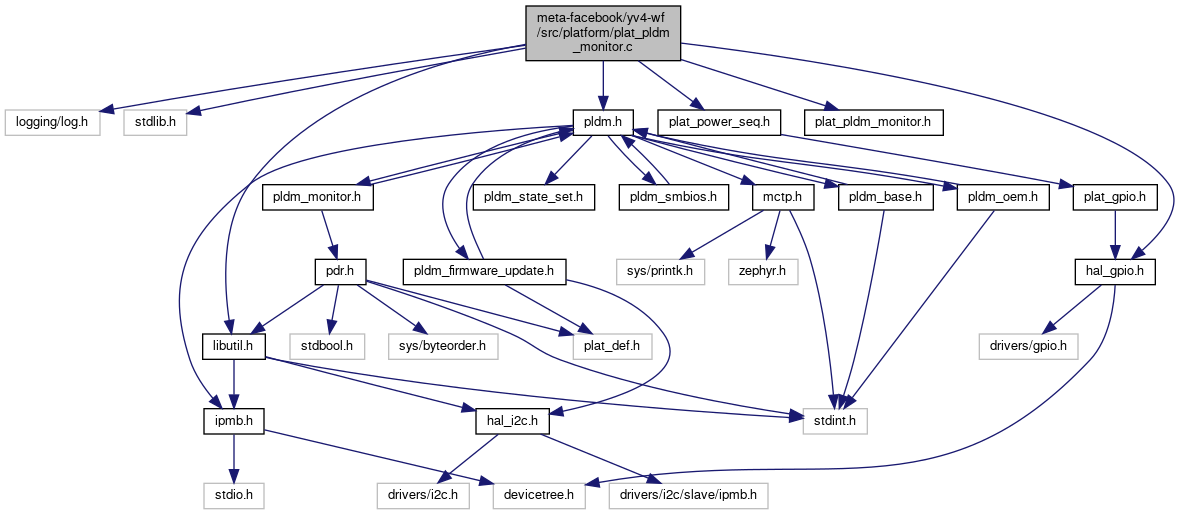 meta-facebook/yv4-wf
/src/platform/plat_pldm
_monitor.c
logging/log.h
stdlib.h
pldm.h
plat_power_seq.h
plat_pldm_monitor.h
pldm_monitor.h
pldm_state_set.h
pldm_smbios.h
mctp.h
pldm_base.h
pldm_oem.h
plat_gpio.h
pdr.h
pldm_firmware_update.h
sys/printk.h
zephyr.h
hal_gpio.h
libutil.h
stdbool.h
sys/byteorder.h
plat_def.h
drivers/gpio.h
ipmb.h
hal_i2c.h
stdint.h
stdio.h
drivers/i2c.h
devicetree.h
drivers/i2c/slave/ipmb.h